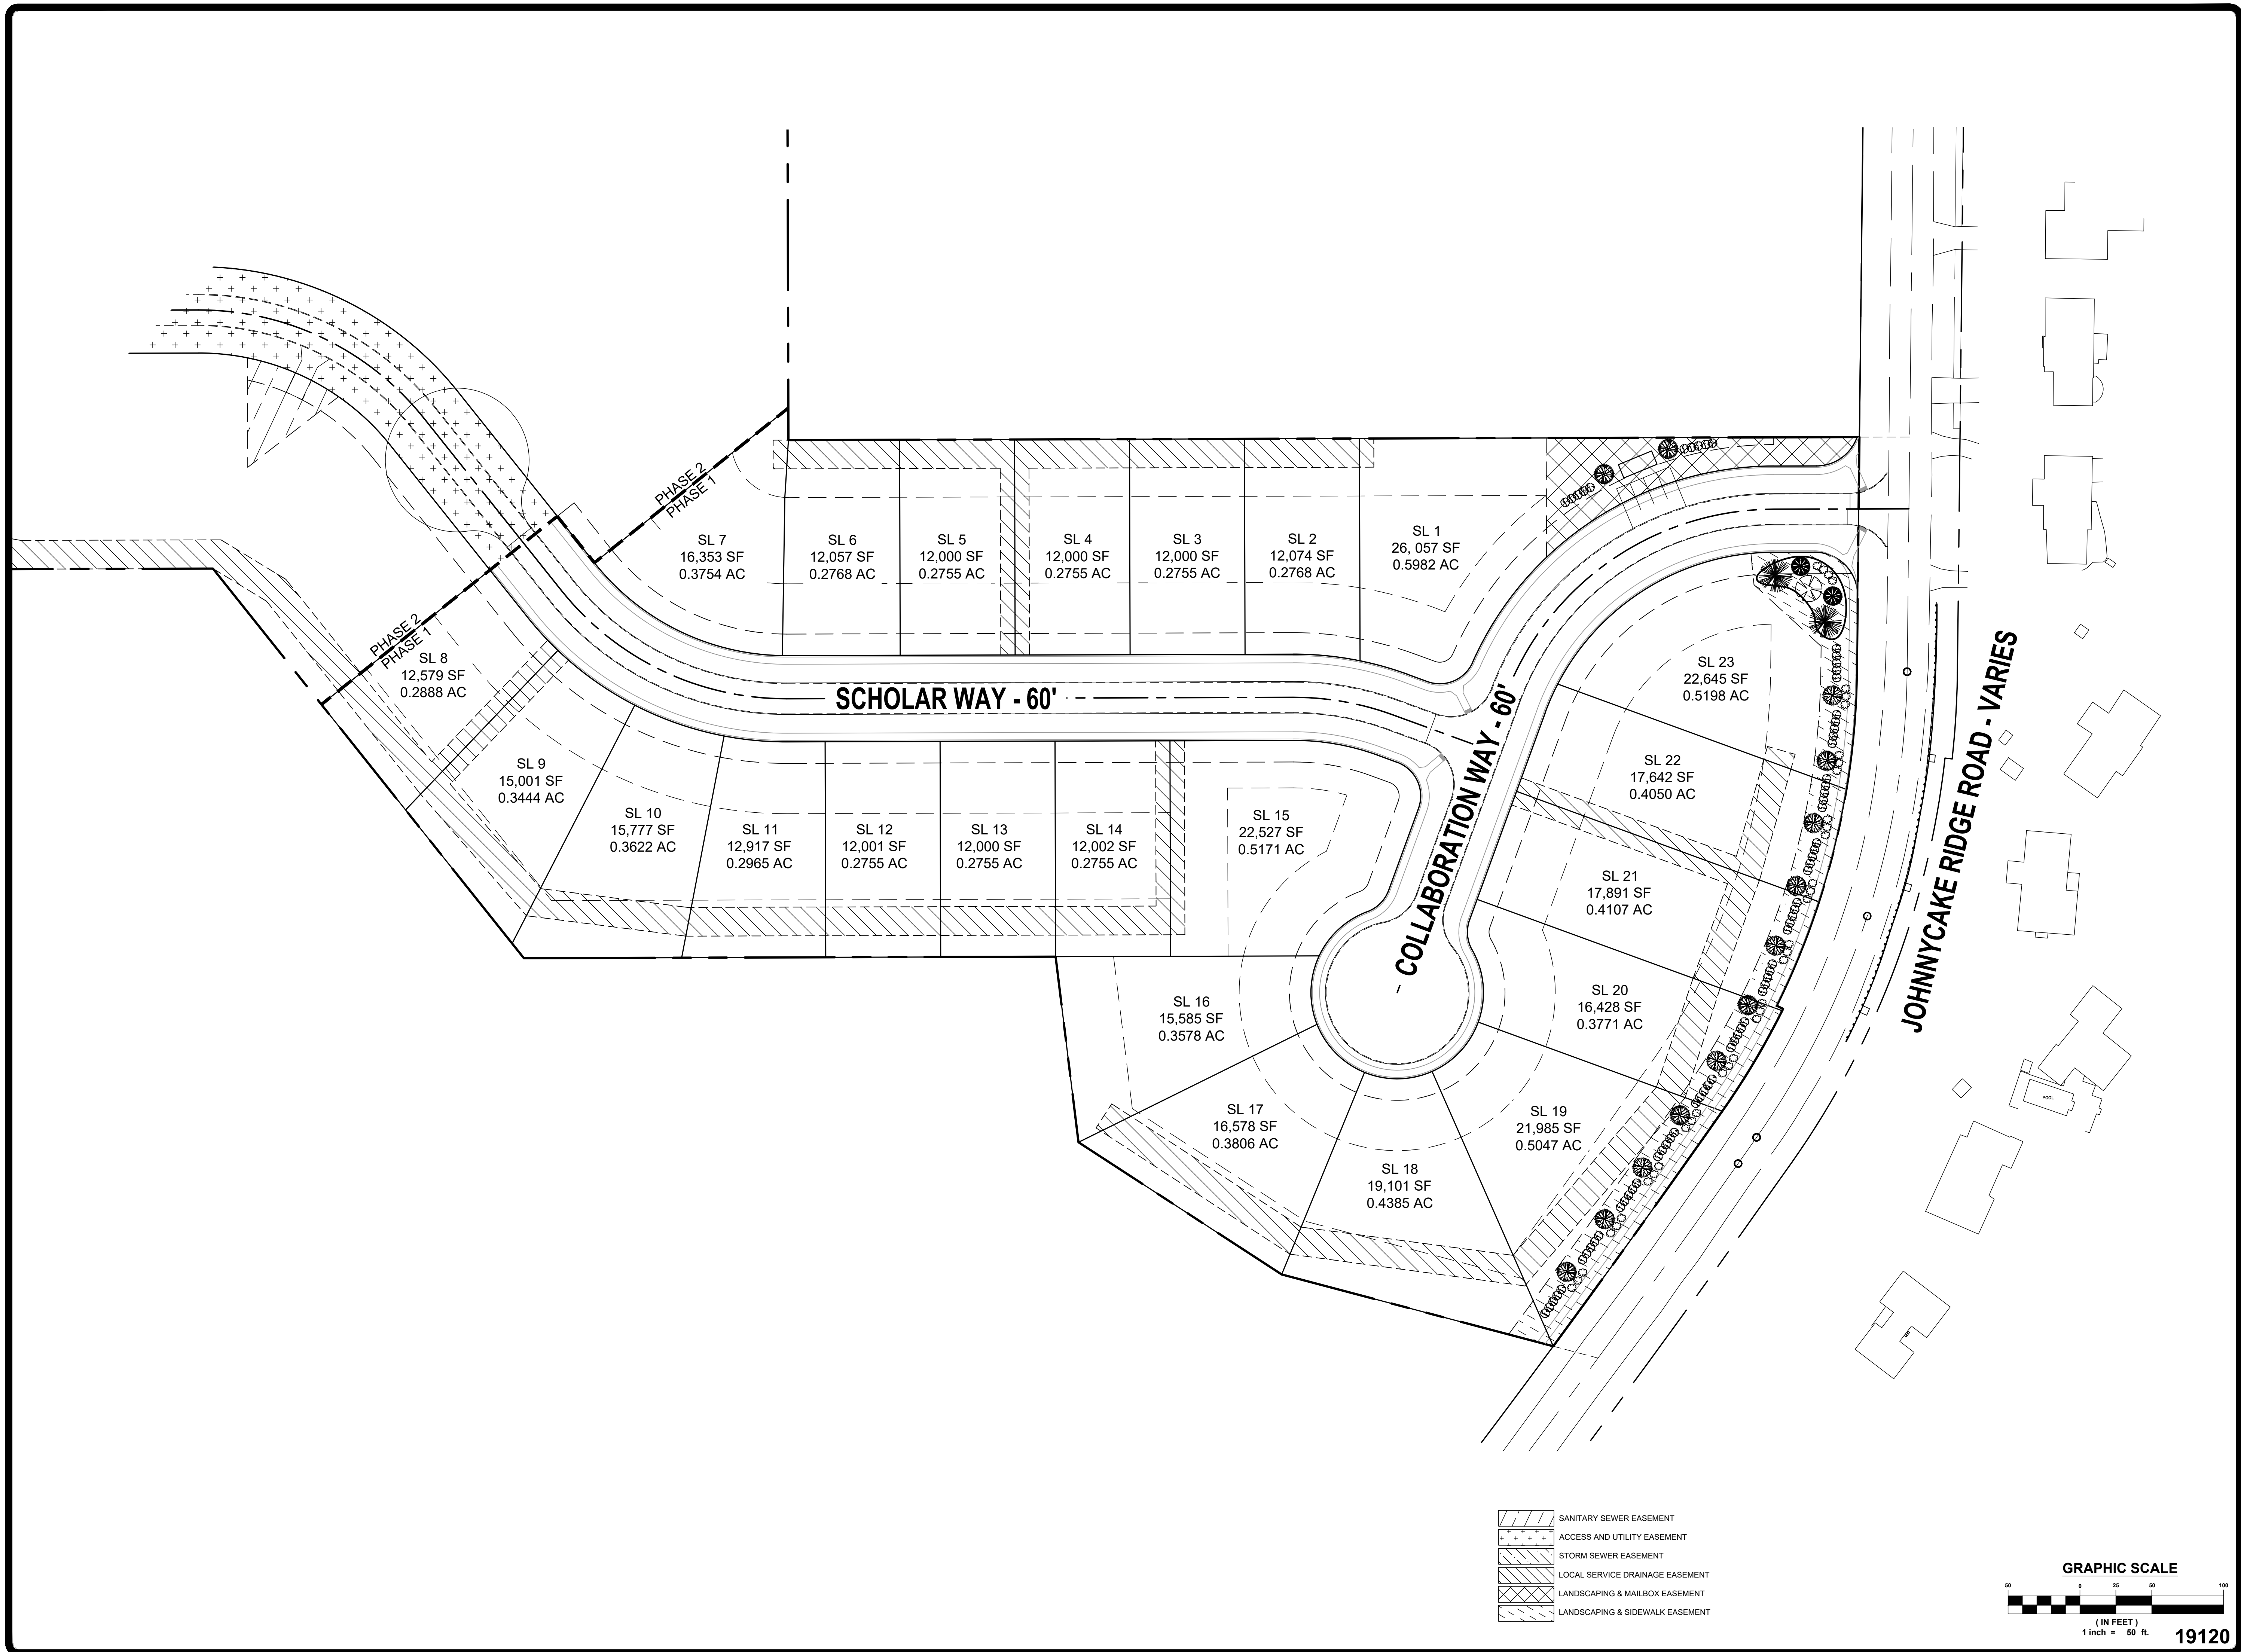 PHASE 2
PHASE 1
SL 7
16,353 SF
0.3754 AC
SL 6
12,057 SF
0.2768 AC
SL 5
12,000 SF
0.2755 AC
SL 4
12,000 SF
0.2755 AC
SL 3
12,000 SF
0.2755 AC
SL 2
12,074 SF
0.2768 AC
SL 1
26, 057 SF
0.5982 AC
PHASE 2
PHASE 1
SL 8
12,579 SF
0.2888 AC
SCHOLAR WAY - 60'
- COLLABORATION WAY - 60'
JOHNNYCAKE RIDGE ROAD - VARIES
SL 23
22,645 SF
0.5198 AC
SL 22
17,642 SF
0.4050 AC
SL 9
15,001 SF
0.3444 AC
SL 10
15,777 SF
0.3622 AC
SL 11
12,917 SF
0.2965 AC
SL 12
12,001 SF
0.2755 AC
SL 13
12,000 SF
0.2755 AC
SL 14
12,002 SF
0.2755 AC
SL 15
22,527 SF
0.5171 AC
SL 21
17,891 SF
0.4107 AC
SL 16
15,585 SF
0.3578 AC
SL 20
16,428 SF
0.3771 AC
SL 17
16,578 SF
0.3806 AC
SL 19
21,985 SF
0.5047 AC
SL 18
19,101 SF
0.4385 AC
POOL
SANITARY SEWER EASEMENT
ACCESS AND UTILITY EASEMENT
STORM SEWER EASEMENT
LOCAL SERVICE DRAINAGE EASEMENT
LANDSCAPING & MAILBOX EASEMENT
LANDSCAPING & SIDEWALK EASEMENT
GRAPHIC SCALE
50 0 25 50 100
( IN FEET )
1 inch = 50 ft.
19120